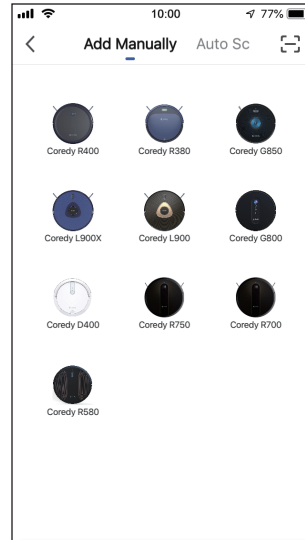 10:00
77%
Add Manually
Auto Sc
Coredy R400
Coredy R380
Coredy G850
Coredy L900X
Coredy L900
Coredy G800
Coredy D400
Coredy R750
Coredy R700
Coredy R580